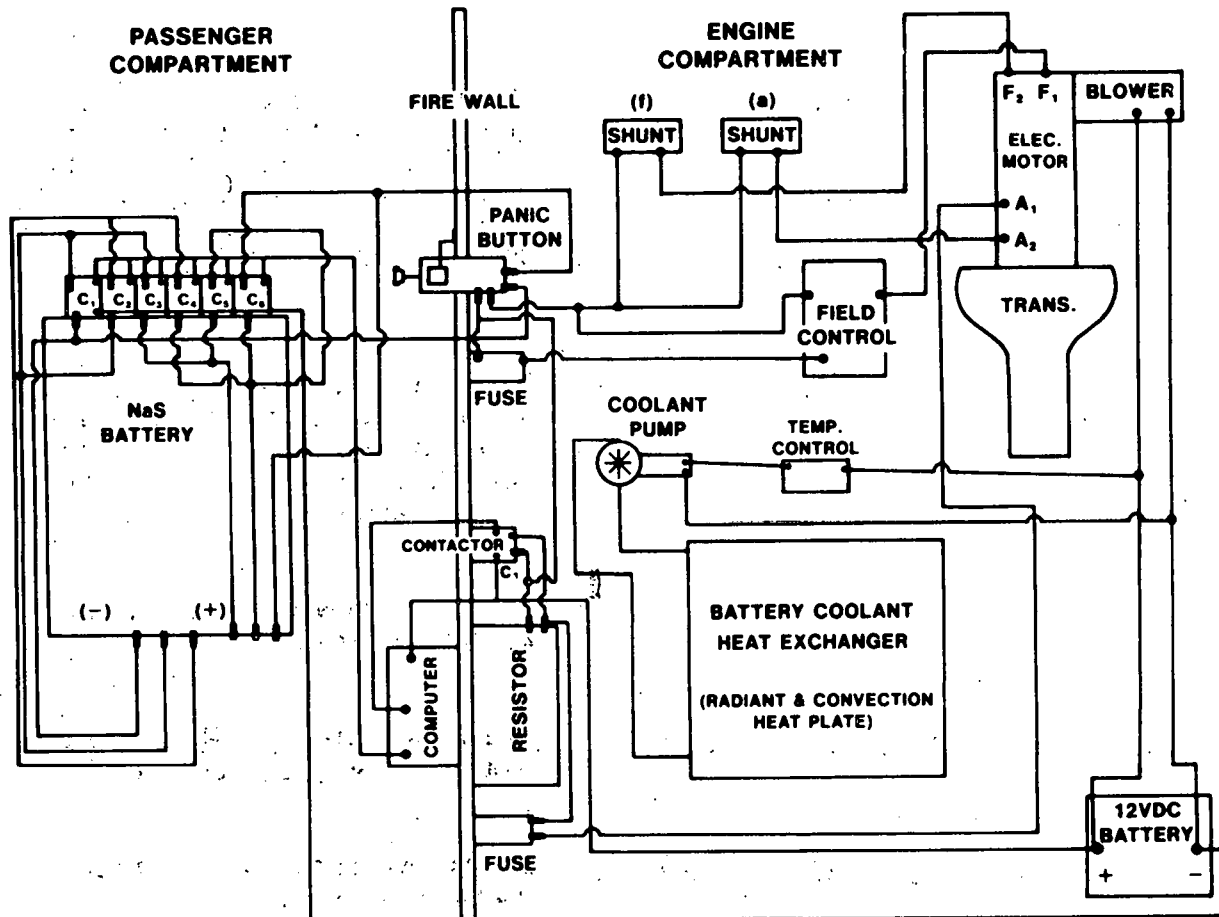 PASSENGER
COMPARTMENT
ENGINE
COMPARTMENT
FIRE WALL
(f)
SHUNT
(a)
SHUNT
F₂ F₁
BLOWER
ELEC.
MOTOR
A₁
A₂
PANIC
BUTTON
C₁ C₂ C₃ C₄ C₅ C₆
FIELD
CONTROL
TRANS.
FUSE
NaS
BATTERY
COOLANT
PUMP
TEMP.
CONTROL
CONTACTOR
C₁
(-) (+)
COMPUTER
RESISTOR
BATTERY COOLANT
HEAT EXCHANGER
(RADIANT & CONVECTION
HEAT PLATE)
FUSE
12VDC
BATTERY
+ -